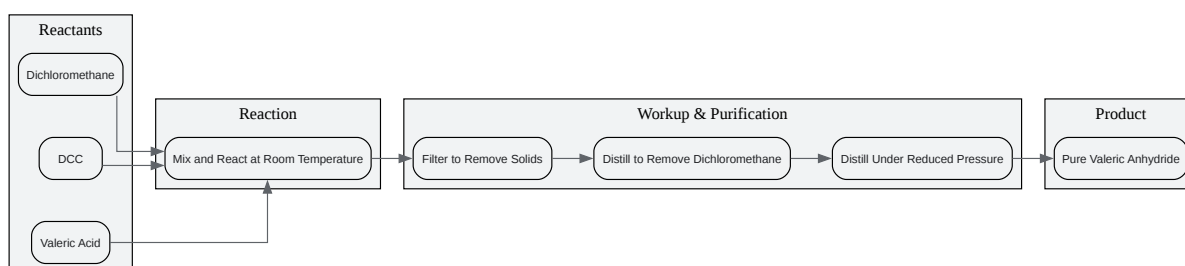 Reactants
Dichloromethane
DCC
Valeric Acid
Reaction
Mix and React at Room Temperature
Workup & Purification
Filter to Remove Solids
Distill to Remove Dichloromethane
Distill Under Reduced Pressure
Product
Pure Valeric Anhydride